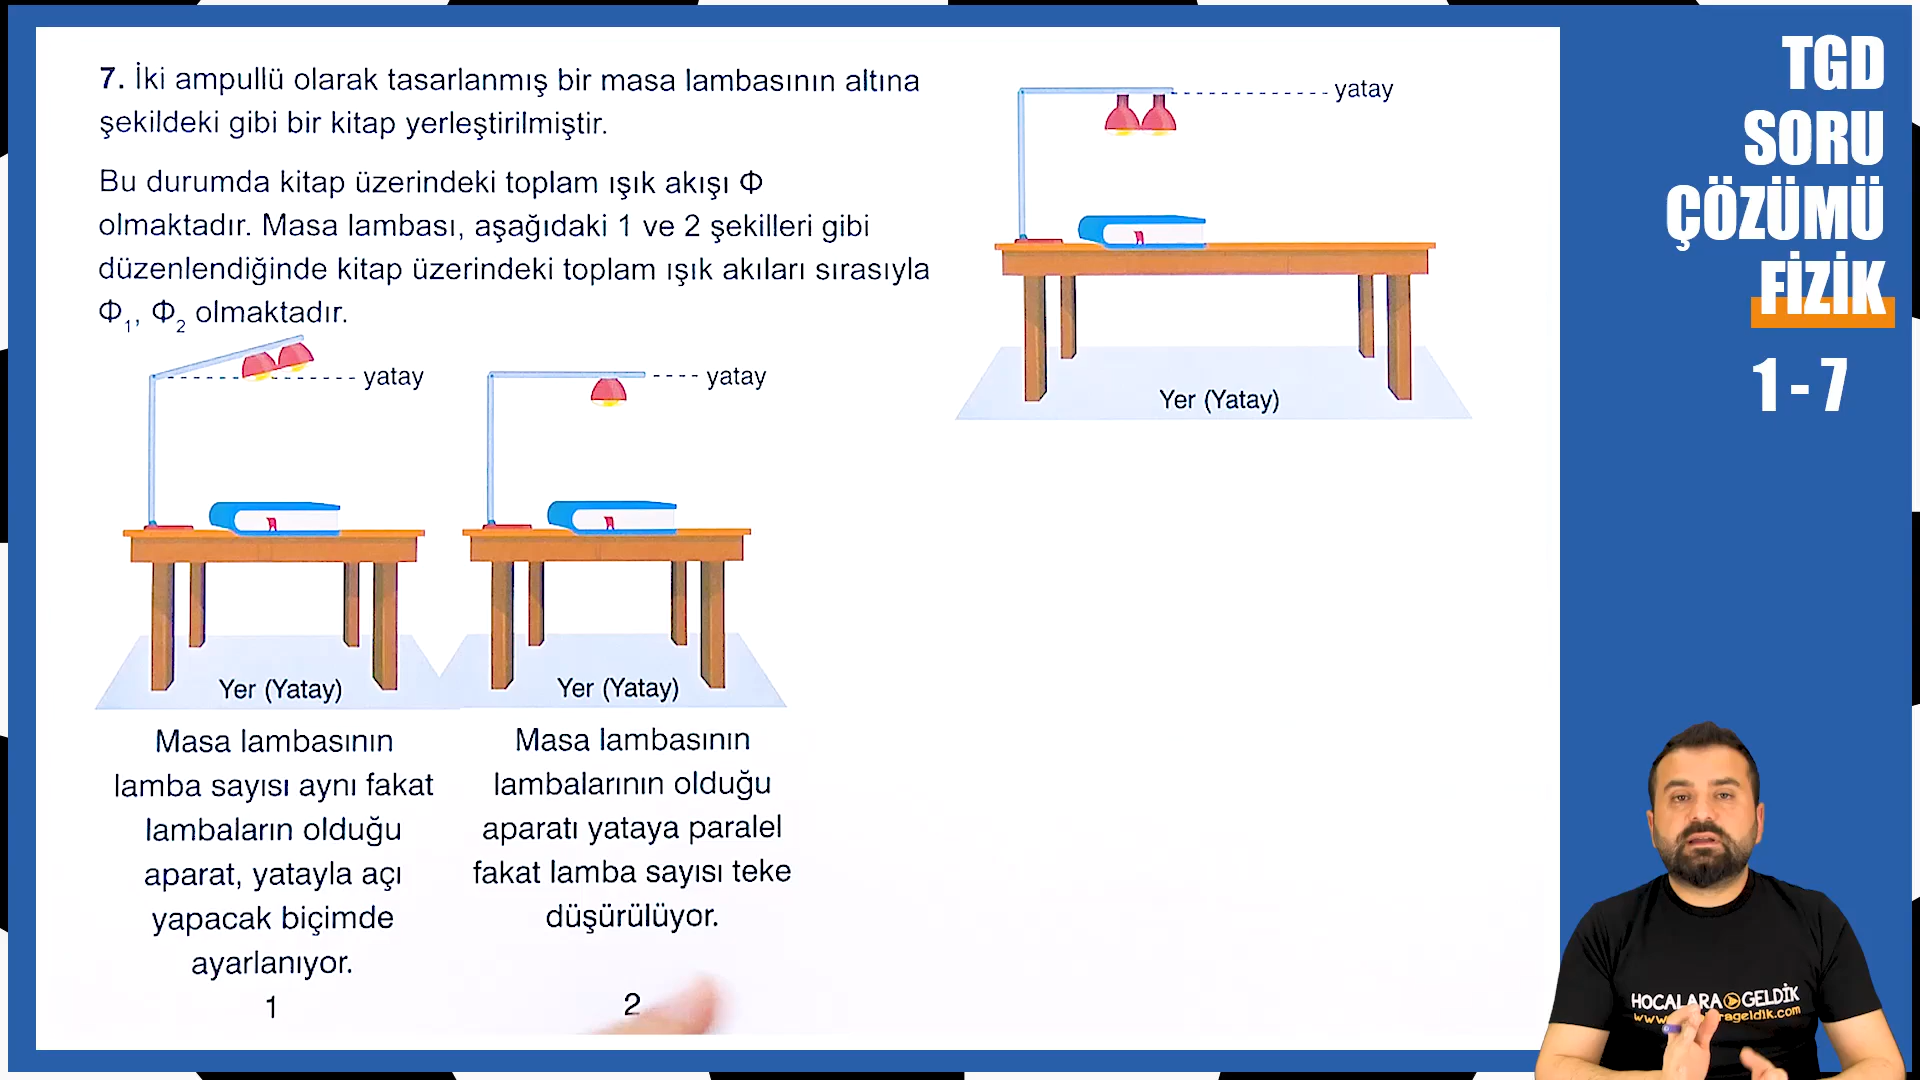 7. İki ampullü olarak tasarlanmış bir masa lambasının altına
şekildeki gibi bir kitap yerleştirilmiştir.
Bu durumda kitap üzerindeki toplam ışık akışı Φ
olmaktadır. Masa lambası, aşağıdaki 1 ve 2 şekilleri gibi
düzenlendiğinde kitap üzerindeki toplam ışık akıları sırasıyla
Φ₁, Φ₂ olmaktadır.
yatay
Yer (Yatay)
yatay
Yer (Yatay)
Masa lambasının
lamba sayısı aynı fakat
lambaların olduğu
aparat, yatayla açı
yapacak biçimde
ayarlanıyor.
1
yatay
Yer (Yatay)
Masa lambasının
lambalarının olduğu
aparatı yataya paralel
fakat lamba sayısı teke
düşürülüyor.
2
TGD
SORU
ÇÖZÜMÜ
FİZİK
1 - 7
HOCALARA GELDİK